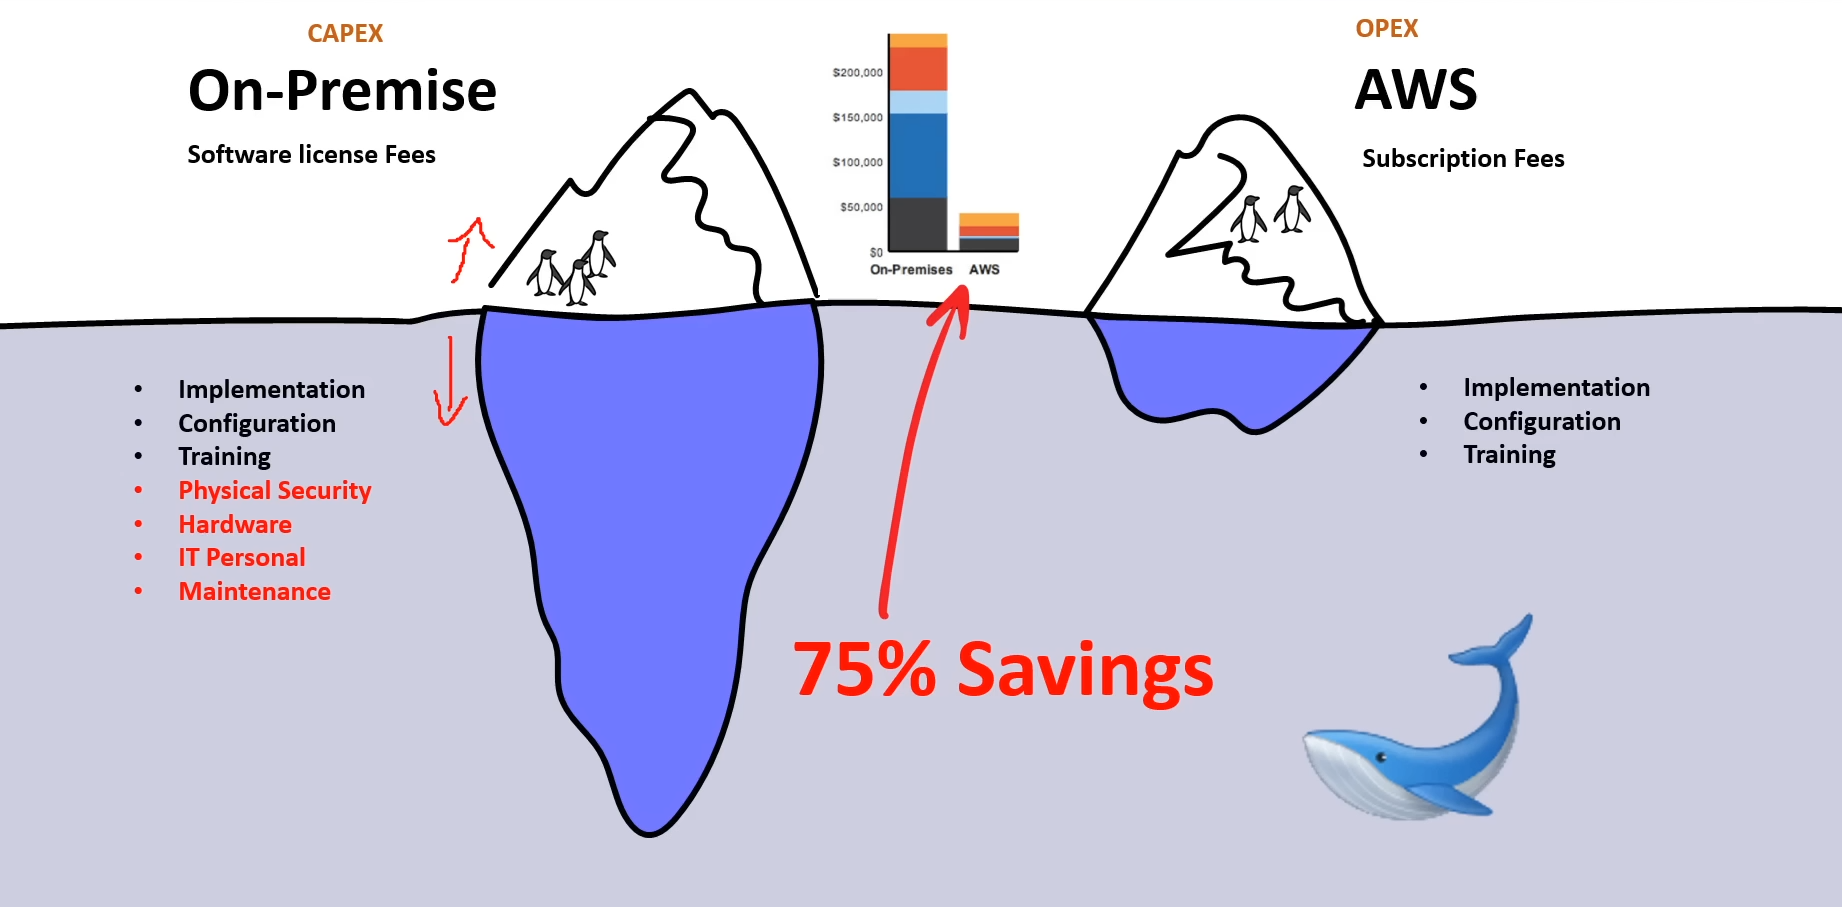 CAPEX
On-Premise
Software license Fees
OPEX
AWS
Subscription Fees
$200,000
$150,000
$100,000
$50,000
$0
On-Premises AWS
• Implementation
• Configuration
• Training
• Physical Security
• Hardware
• IT Personal
• Maintenance
• Implementation
• Configuration
• Training
75% Savings